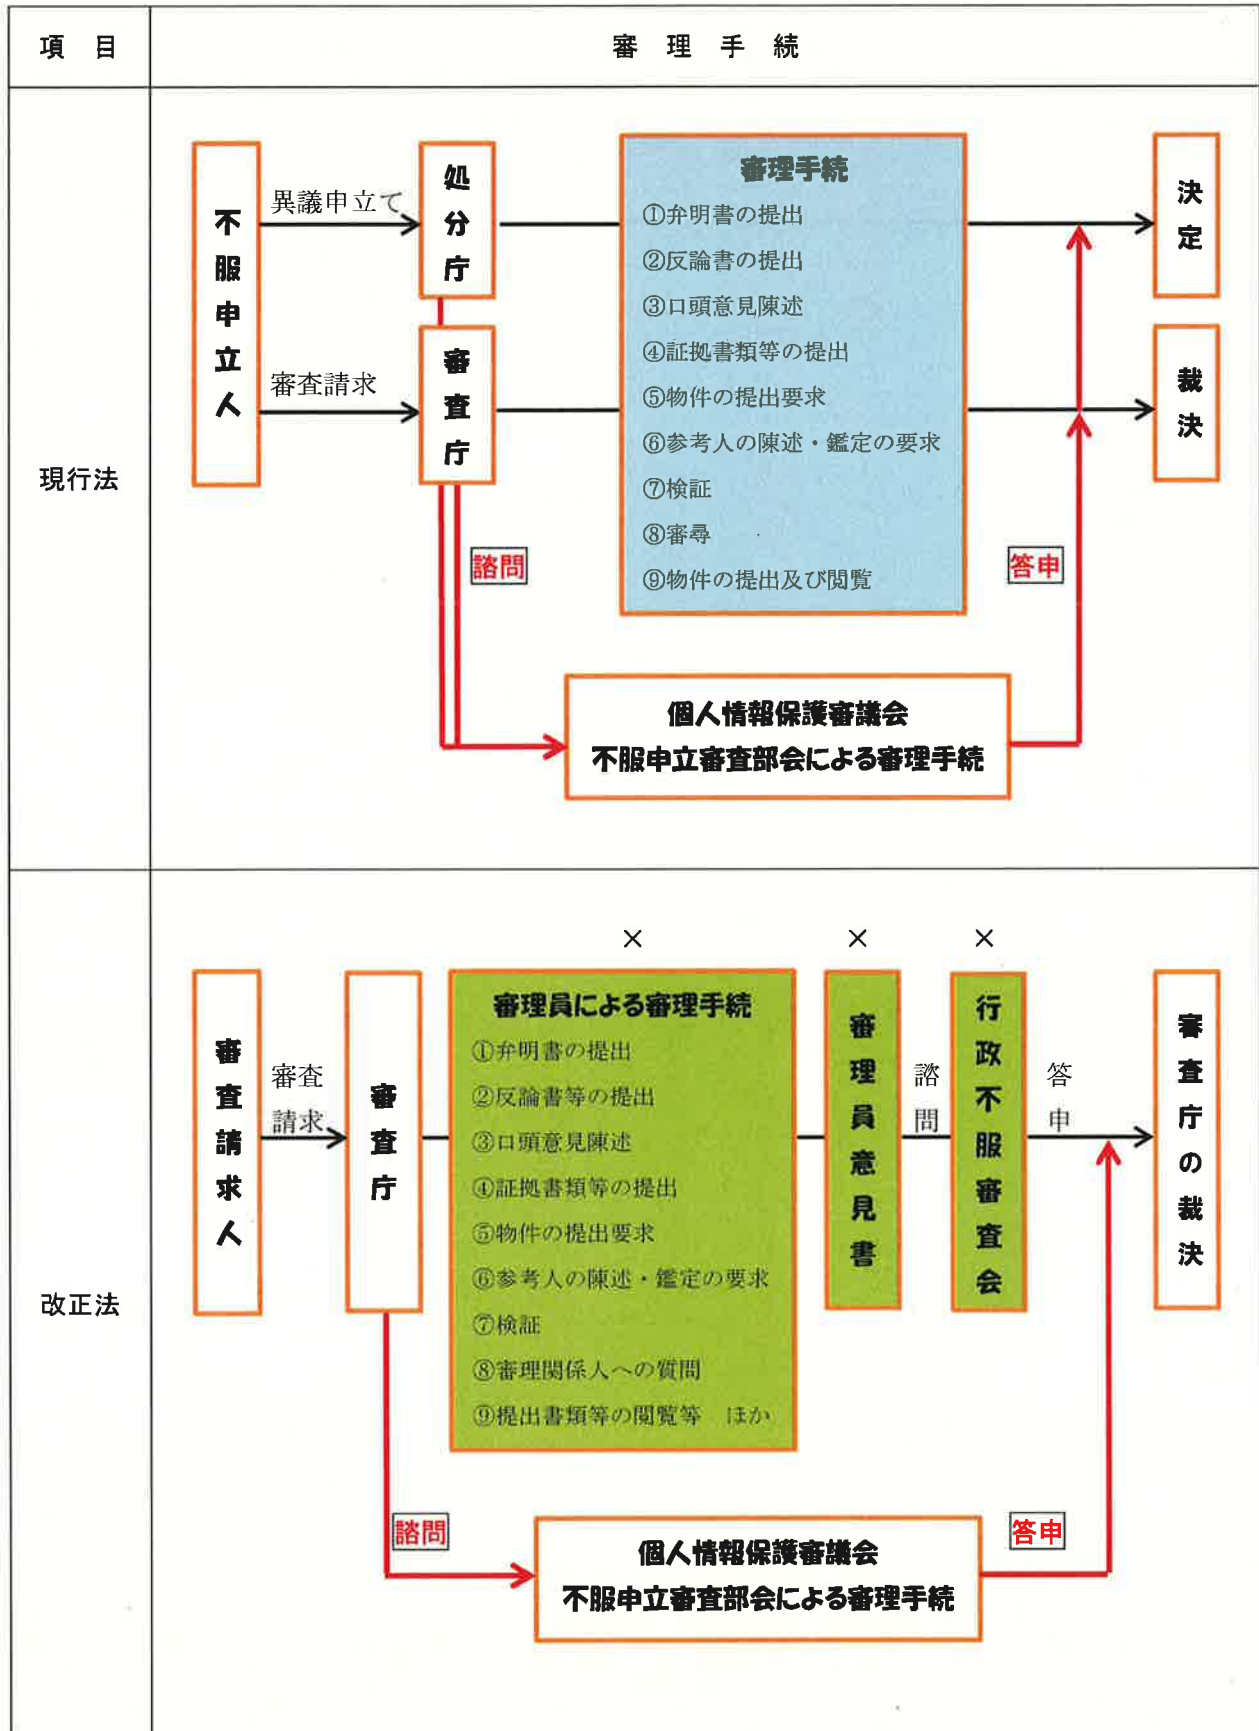 項目
審理手続
現行法
不服申立人
異議申立て
審査請求
処分庁
審査庁
審理手続
①弁明書の提出
②反論書の提出
③口頭意見陳述
④証拠書類等の提出
⑤物件の提出要求
⑥参考人の陳述・鑑定の要求
⑦検証
⑧審尋
⑨物件の提出及び閲覧
決定
裁決
諮問
答申
個人情報保護審議会
不服申立審査部会による審理手続
改正法
×
×
×
審査請求人
審査
請求
審査庁
審理員による審理手続
①弁明書の提出
②反論書等の提出
③口頭意見陳述
④証拠書類等の提出
⑤物件の提出要求
⑥参考人の陳述・鑑定の要求
⑦検証
⑧審理関係人への質問
⑨提出書類等の閲覧等　ほか
審理員意見書
諮問
行政不服審査会
答申
審査庁の裁決
諮問
答申
個人情報保護審議会
不服申立審査部会による審理手続